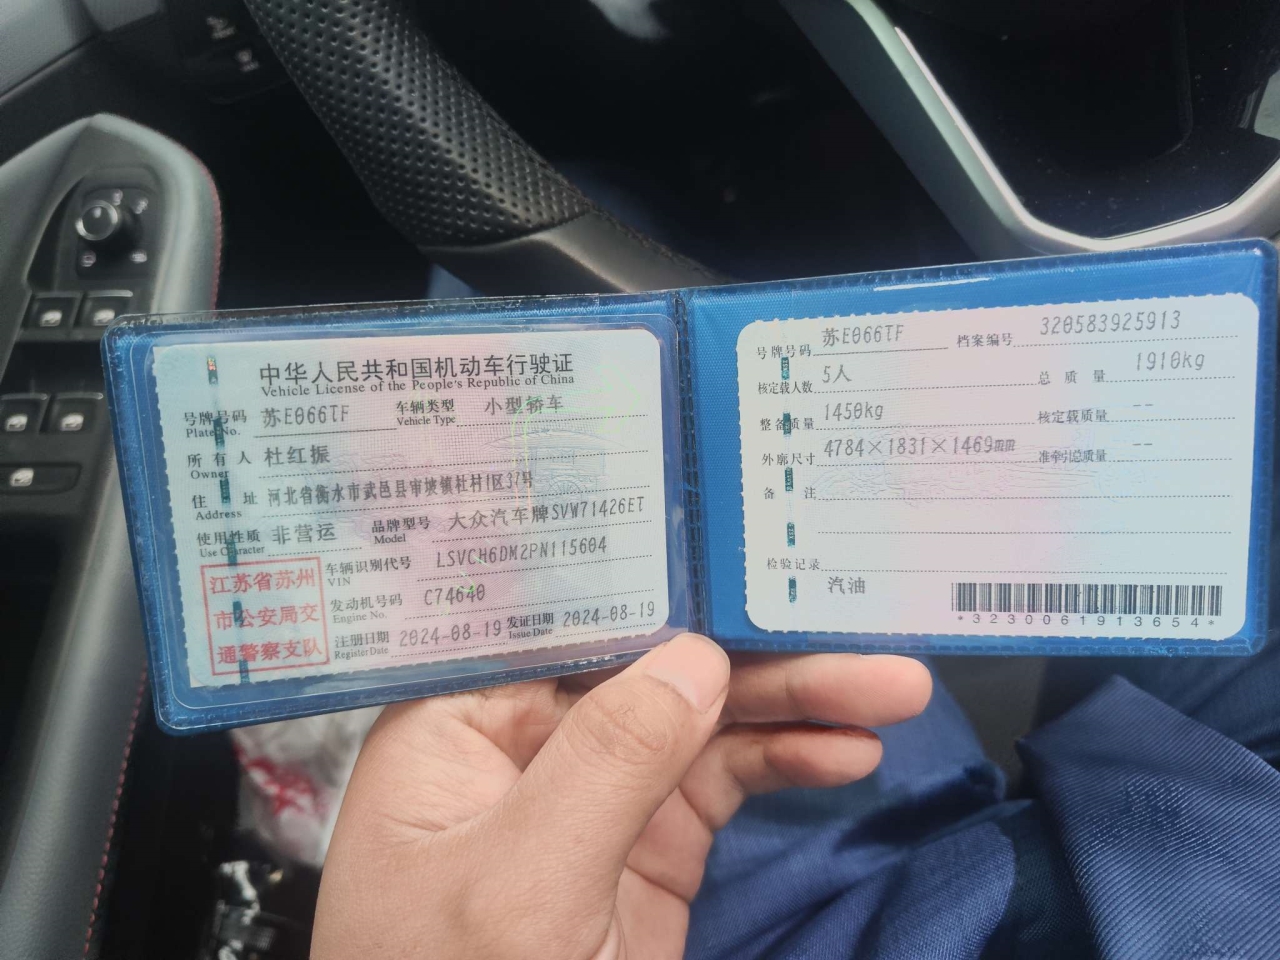 中华人民共和国机动车行驶证
Vehicle License of the People's Republic of China
号牌号码 苏E066TF 车辆类型 小型轿车
Plate No. Vehicle Type
所有人 杜红振
Owner
住址 河北省衡水市武邑县审坡镇杜村1区37号
Address
使用性质 非营运 品牌型号 大众汽车牌SVW71426ET
Use Character Model
江苏省苏州
市公安局交
通警察支队
车辆识别代号 LSVCH6DM2PN115604
VIN
发动机号码 C74640
Engine No.
注册日期 2024-08-19 发证日期 2024-08-19
Register Date Issue Date
号牌号码 苏E066TF 档案编号 320583925913
核定载人数 5人 总质量 1910kg
整备质量 1450kg 核定载质量 --
外廓尺寸 4784×1831×1469mm 准牵引总质量 --
备注
检验记录
汽油
*3230061913654*